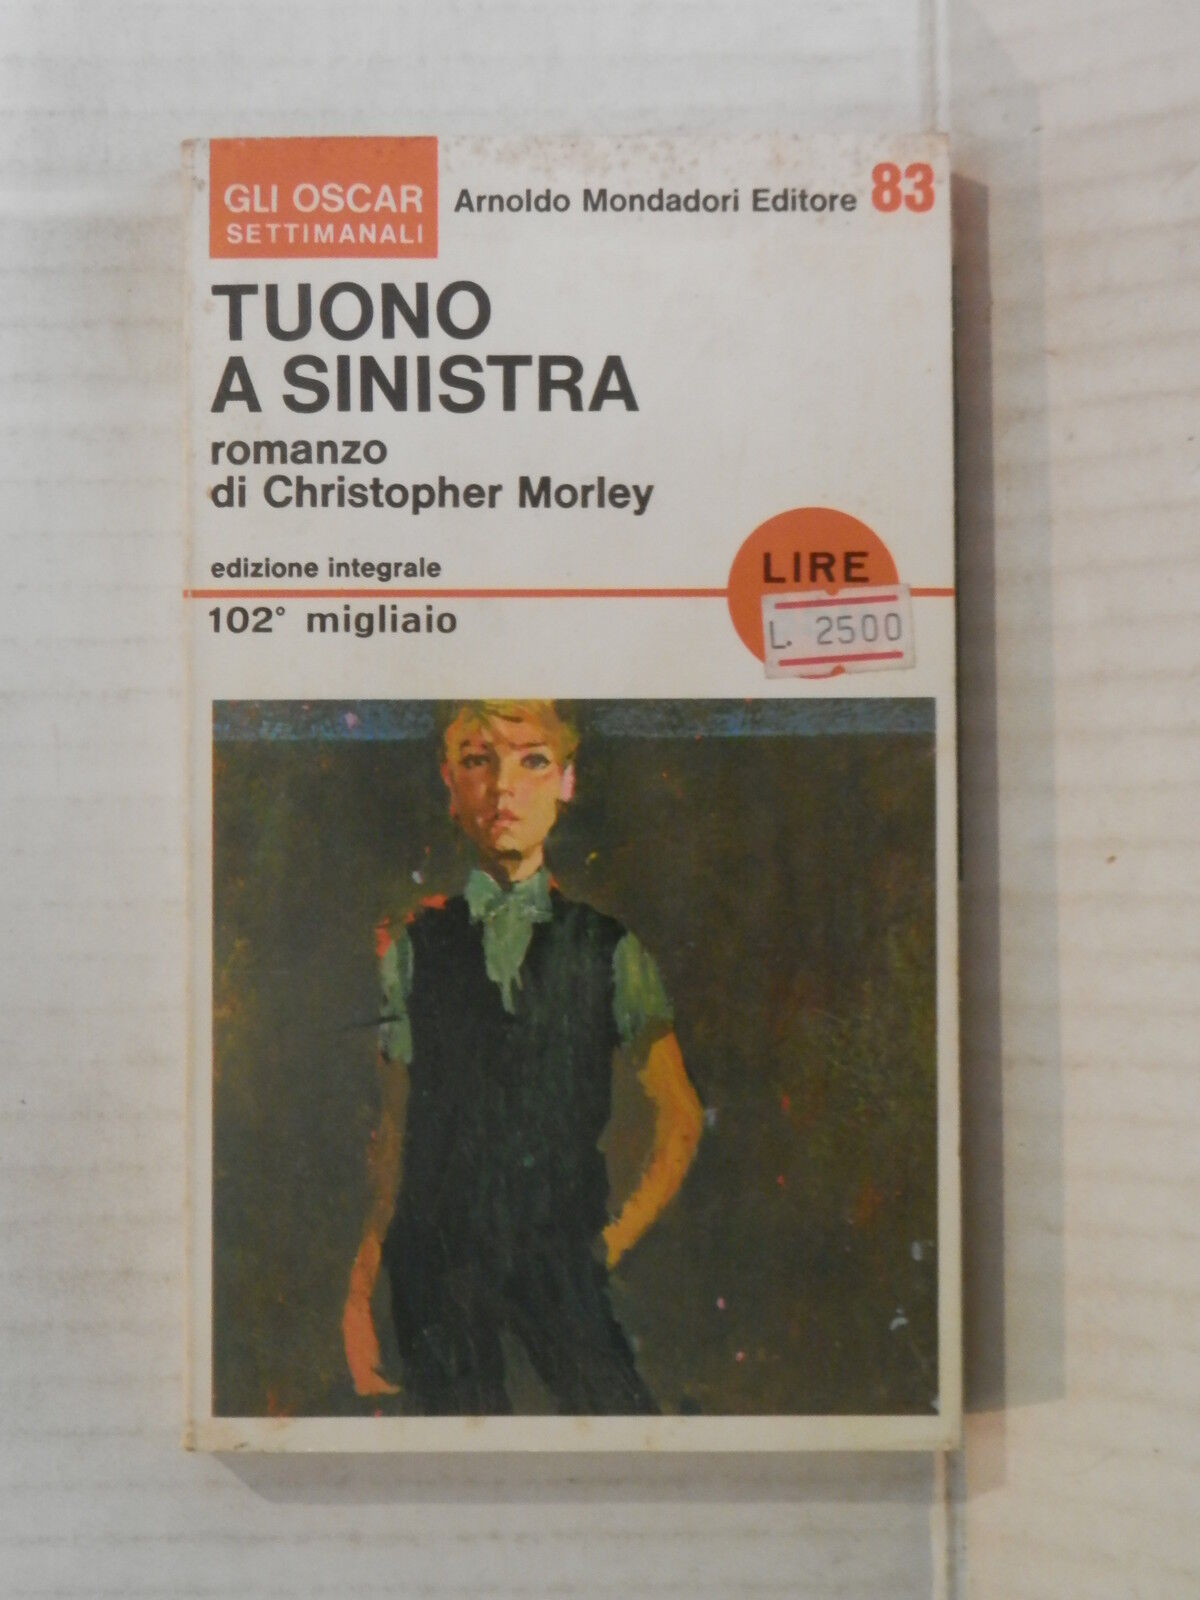 GLI OSCAR
SETTIMANALI
Arnoldo Mondadori Editore 83
TUONO
A SINISTRA
romanzo
di Christopher Morley
edizione integrale
102° migliaio
LIRE
L. 2500